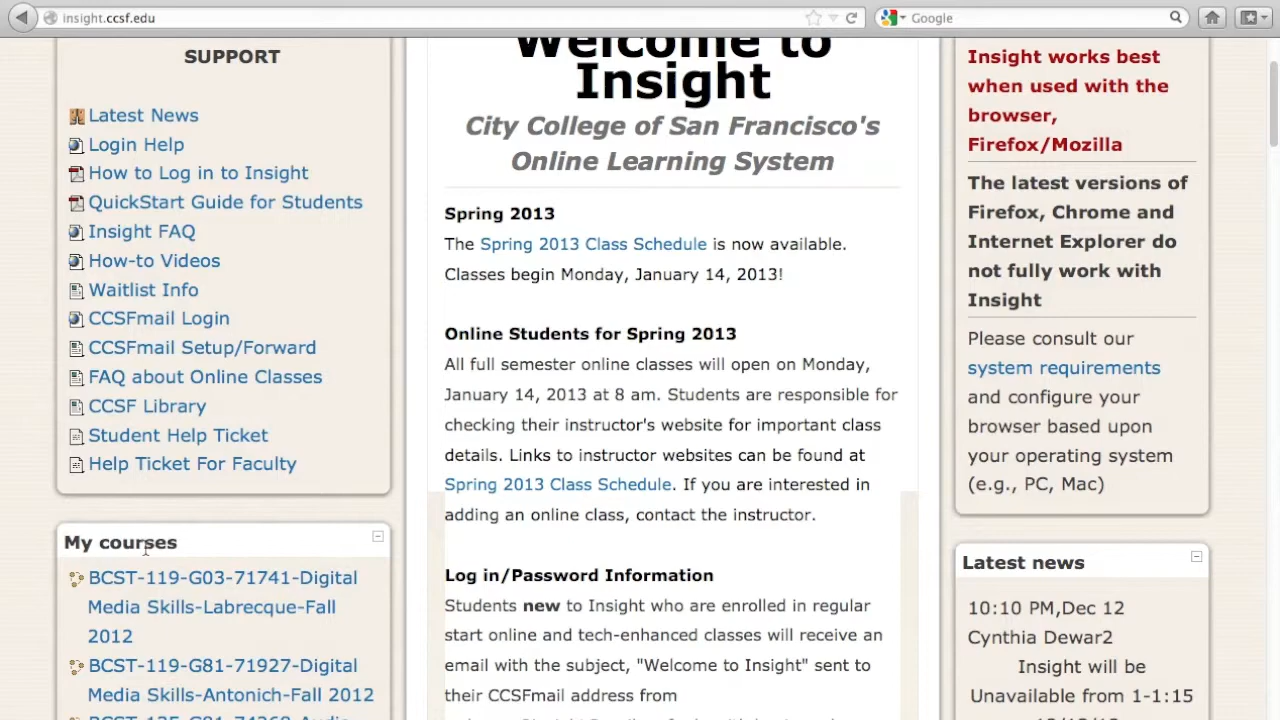 insight.ccsf.edu
Google
SUPPORT
Latest News
Login Help
How to Log in to Insight
QuickStart Guide for Students
Insight FAQ
How-to Videos
Waitlist Info
CCSFmail Login
CCSFmail Setup/Forward
FAQ about Online Classes
CCSF Library
Student Help Ticket
Help Ticket For Faculty
My courses
BCST-119-G03-71741-Digital
Media Skills-Labrecque-Fall
2012
BCST-119-G81-71927-Digital
Media Skills-Antonich-Fall 2012
Welcome to
Insight
City College of San Francisco's
Online Learning System
Spring 2013
The Spring 2013 Class Schedule is now available.
Classes begin Monday, January 14, 2013!
Online Students for Spring 2013
All full semester online classes will open on Monday,
January 14, 2013 at 8 am. Students are responsible for
checking their instructor's website for important class
details. Links to instructor websites can be found at
Spring 2013 Class Schedule. If you are interested in
adding an online class, contact the instructor.
Log in/Password Information
Students new to Insight who are enrolled in regular
start online and tech-enhanced classes will receive an
email with the subject, "Welcome to Insight" sent to
their CCSFmail address from
Insight works best
when used with the
browser,
Firefox/Mozilla
The latest versions of
Firefox, Chrome and
Internet Explorer do
not fully work with
Insight
Please consult our
system requirements
and configure your
browser based upon
your operating system
(e.g., PC, Mac)
Latest news
10:10 PM,Dec 12
Cynthia Dewar2
Insight will be
Unavailable from 1-1:15